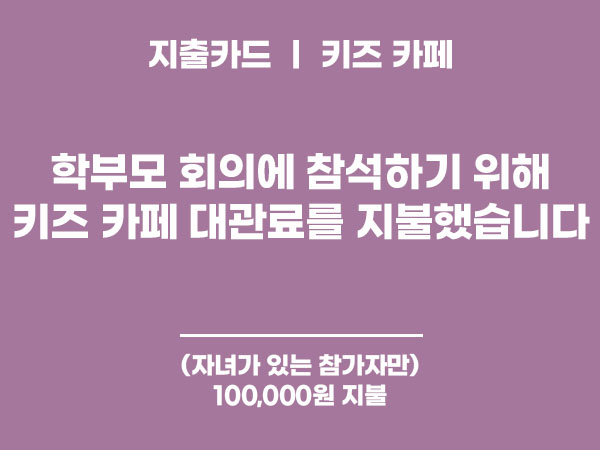 지출카드 ㅣ 키즈 카페
학부모 회의에 참석하기 위해
키즈 카페 대관료를 지불했습니다
(자녀가 있는 참가자만)
100,000원 지불